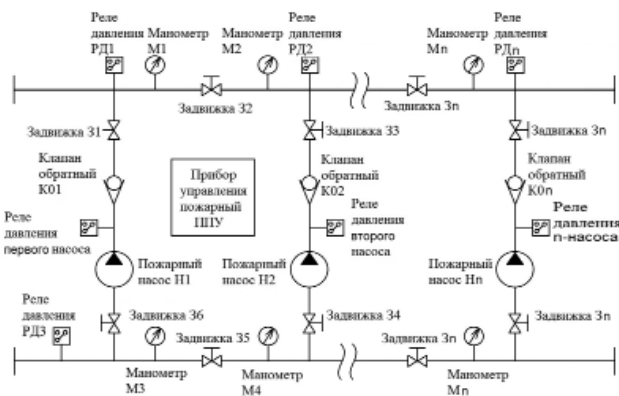 Реле
давления
РД1
Манометр
М1
Манометр
М2
Реле
давления
РД2
Манометр
Мn
Реле
давления
РДn
Задвижка З2
Задвижка Зn
Задвижка З1
Задвижка З3
Задвижка Зn
Клапан
обратный
К01
Прибор
управления
пожарный
ППУ
Клапан
обратный
К02
Клапан
обратный
К0n
Реле
давления
первого насоса
Реле
давления
второго
насоса
Реле
давления
n-насоса
Пожарный
насос Н1
Пожарный
насос Н2
Пожарный
насос Нn
Реле
давления
РД3
Задвижка З6
Задвижка З5
Задвижка З4
Задвижка Зn
Задвижка Зn
Манометр
М3
Манометр
М4
Манометр
Мn